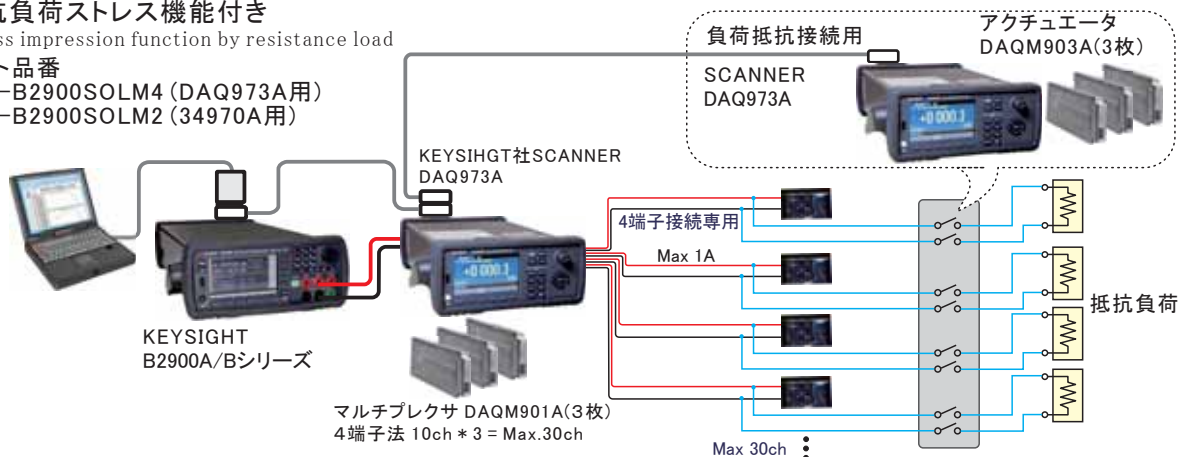 抗負荷ストレス機能付き
ss impression function by resistance load
ト品番
-B2900SOLM4 (DAQ973A用)
-B2900SOLM2 (34970A用)
負荷抵抗接続用
SCANNER
DAQ973A
アクチュエータ
DAQM903A(3枚)
KEYSIHGT社SCANNER
DAQ973A
+0 000.3
+0 000.3
4端子接続専用
Max 1A
抵抗負荷
KEYSIGHT
B2900A/Bシリーズ
マルチプレクサ DAQM901A(3枚)
4端子法 10ch * 3 = Max.30ch
Max 30ch